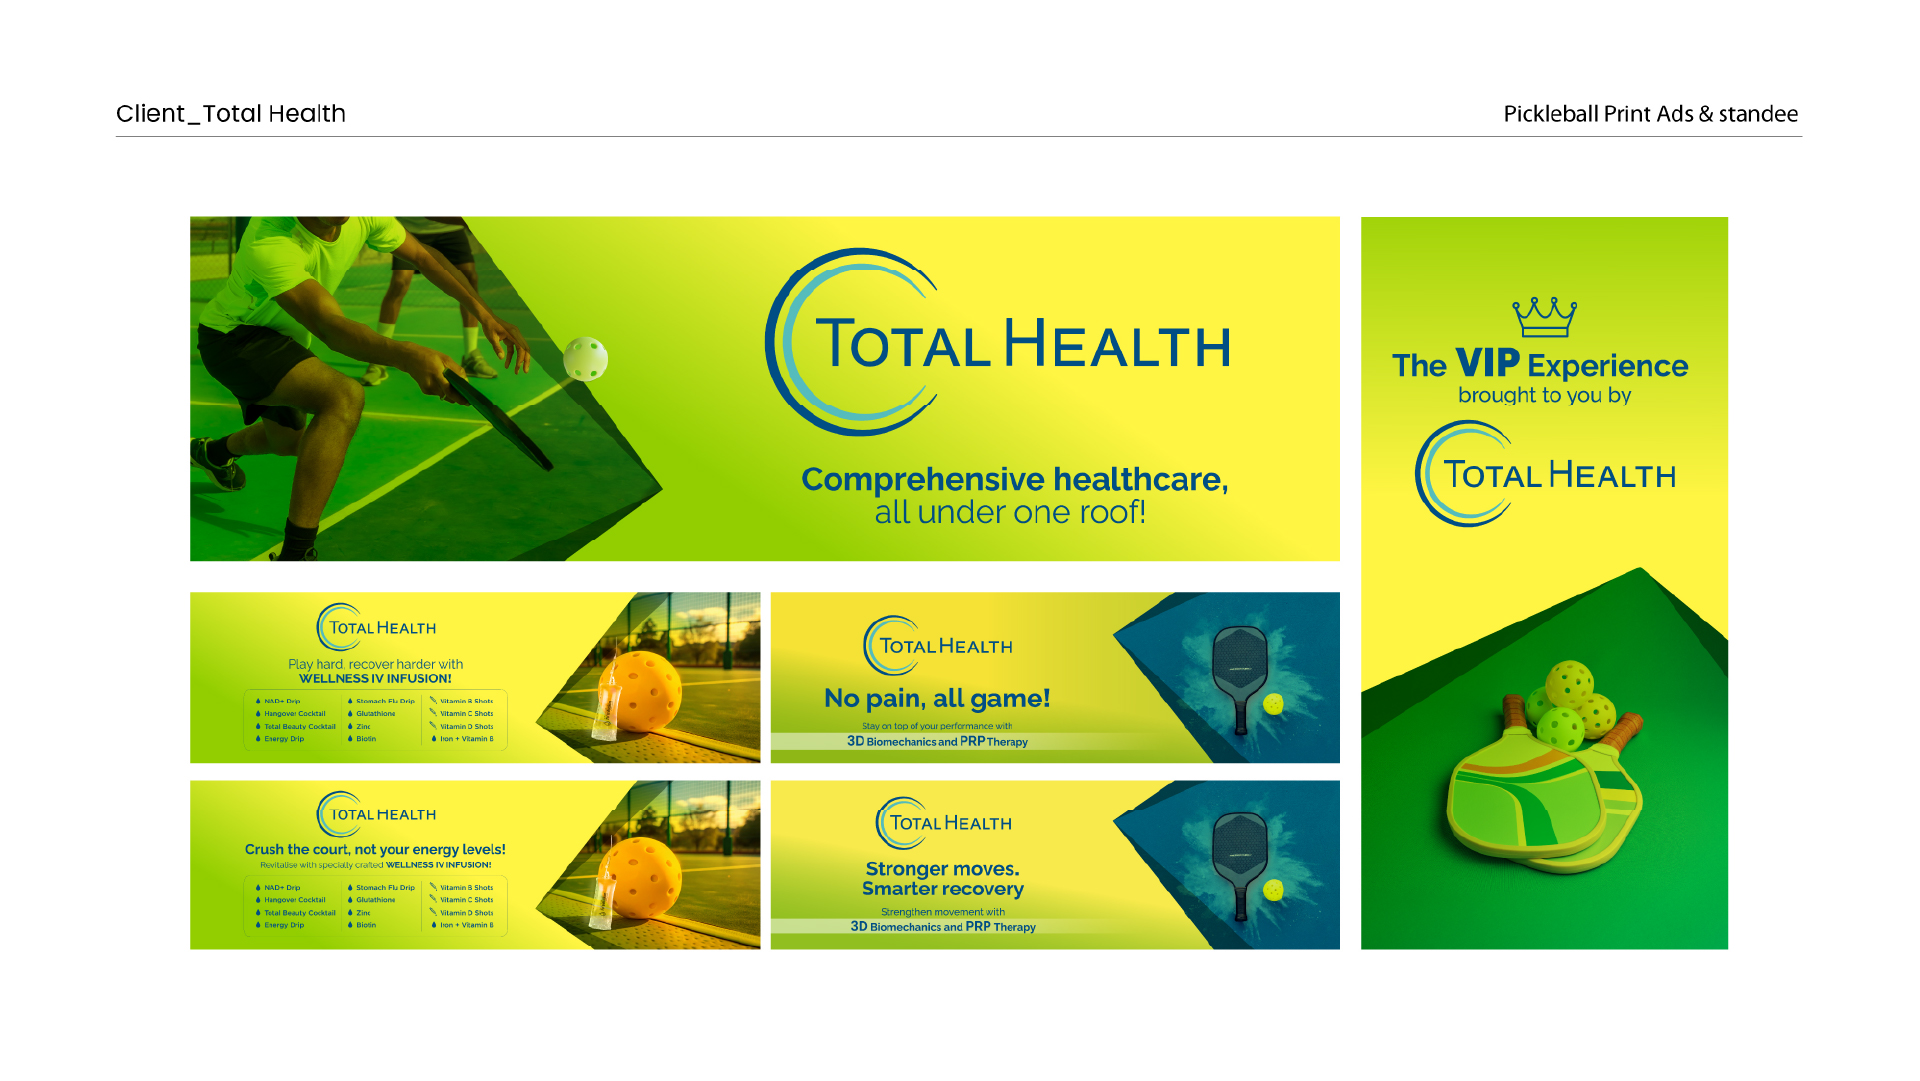 Client_Total Health
Pickleball Print Ads & standee
TOTAL HEALTH
Comprehensive healthcare,
all under one roof!
The VIP Experience
brought to you by
TOTAL HEALTH
TOTAL HEALTH
Play hard, recover harder with
WELLNESS IV INFUSION!
NAD+ Drip
Hangover Cocktail
Total Beauty Cocktail
Energy Drip
Stomach Flu Drip
Glutathione
Zinc
Biotin
Vitamin B Shots
Vitamin C Shots
Vitamin D Shots
Iron + Vitamin B
TOTAL HEALTH
No pain, all game!
Stay on top of your performance with
3D Biomechanics and PRP Therapy
TOTAL HEALTH
Crush the court, not your energy levels!
Revitalise with specially crafted WELLNESS IV INFUSION!
NAD+ Drip
Hangover Cocktail
Total Beauty Cocktail
Energy Drip
Stomach Flu Drip
Glutathione
Zinc
Biotin
Vitamin B Shots
Vitamin C Shots
Vitamin D Shots
Iron + Vitamin B
TOTAL HEALTH
Stronger moves.
Smarter recovery
Strengthen movement with
3D Biomechanics and PRP Therapy